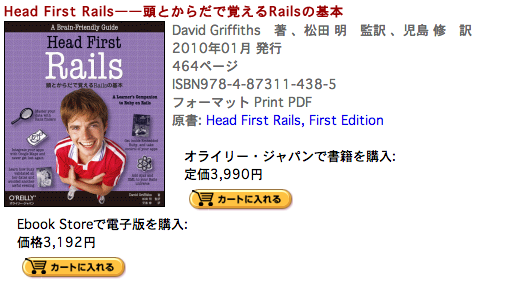 Head First Rails――頭とからだで覚えるRailsの基本
A Brain-Friendly Guide
Head First
Rails
頭とからだで覚えるRailsの基本
A Learner's Companion
to Ruby on Rails
O'REILLY
David Griffiths
David Griffiths 著 、松田 明 監訳 、児島 修 訳
2010年01月 発行
464ページ
ISBN978-4-87311-438-5
フォーマット Print PDF
原書: Head First Rails, First Edition
オライリー・ジャパンで書籍を購入:
定価3,990円
カートに入れる
Ebook Storeで電子版を購入:
価格3,192円
カートに入れる